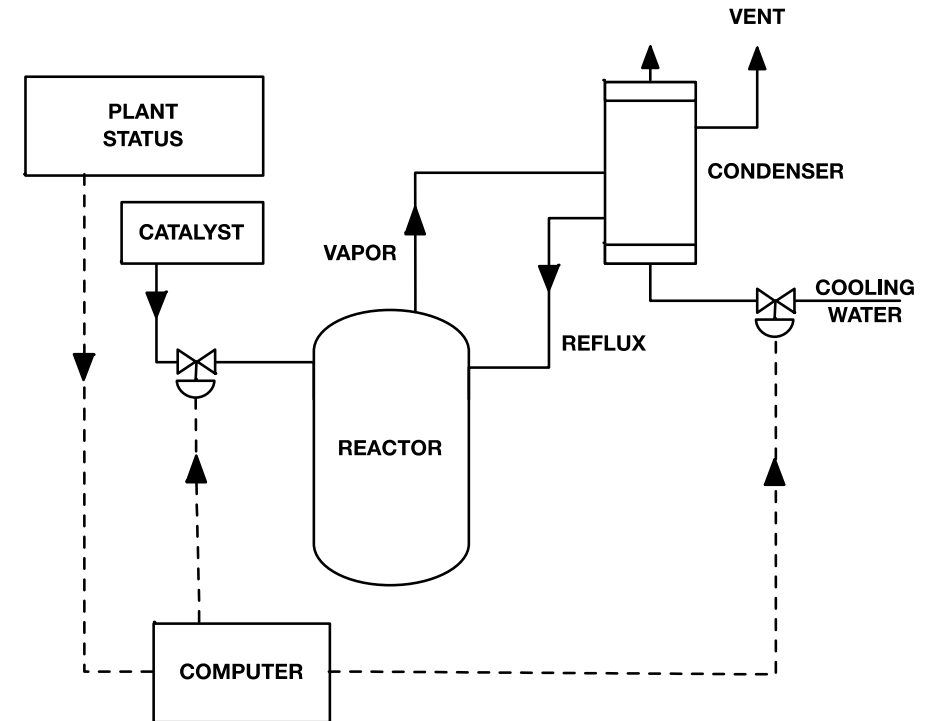 VENT
PLANT
STATUS
CONDENSER
CATALYST
VAPOR
COOLING
WATER
REFLUX
REACTOR
COMPUTER